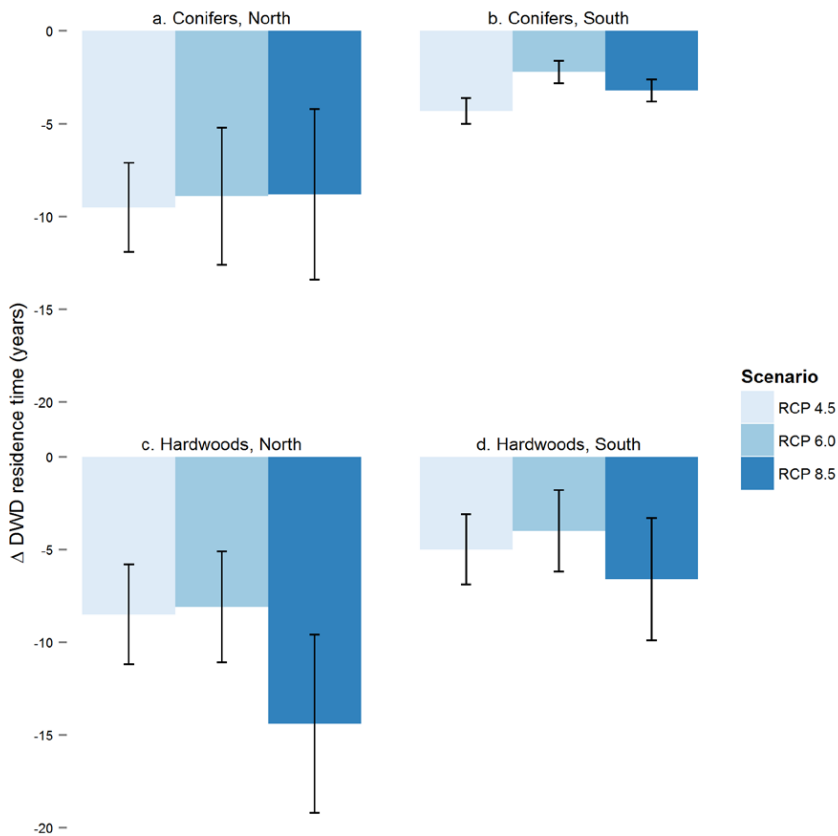 a. Conifers, North
b. Conifers, South
0
-5
-10
-15
-20
c. Hardwoods, North
d. Hardwoods, South
0
-5
-10
-15
-20
Δ DWD residence time (years)
Scenario
RCP 4.5
RCP 6.0
RCP 8.5